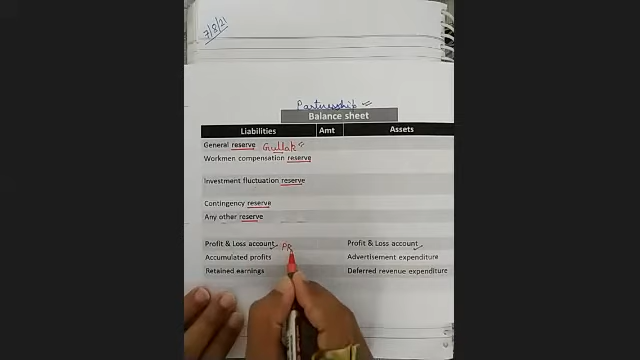 7/8/21
Partnership
Balance sheet
Liabilities Amt Assets
General reserve Gullak
Workmen compensation reserve
Investment fluctuation reserve
Contingency reserve
Any other reserve
Profit & Loss account PR Profit & Loss account
Accumulated profits Advertisement expenditure
Retained earnings Deferred revenue expenditure